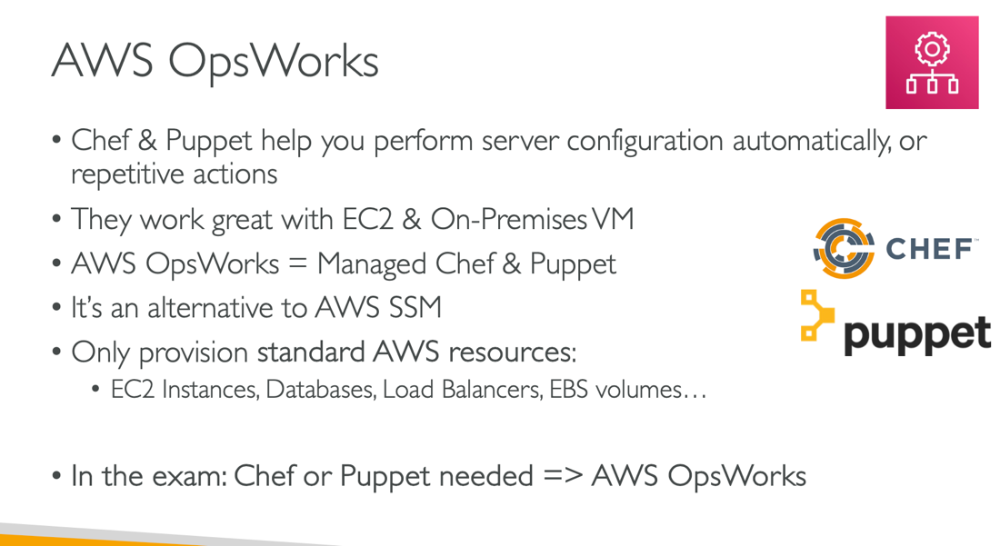 AWS OpsWorks
• Chef & Puppet help you perform server configuration automatically, or
repetitive actions
• They work great with EC2 & On-Premises VM
• AWS OpsWorks = Managed Chef & Puppet
• It's an alternative to AWS SSM
• Only provision standard AWS resources:
• EC2 Instances, Databases, Load Balancers, EBS volumes…
• In the exam: Chef or Puppet needed => AWS OpsWorks
CHEF™
puppet